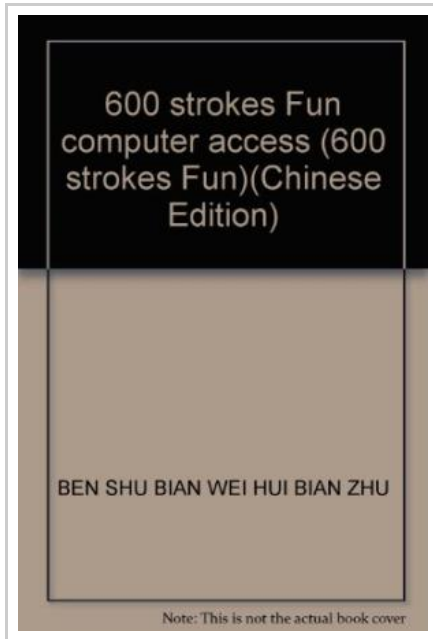 600 strokes Fun
computer access (600
strokes Fun)(Chinese
Edition)
BEN SHU BIAN WEI HUI BIAN ZHU
Note: This is not the actual book cover